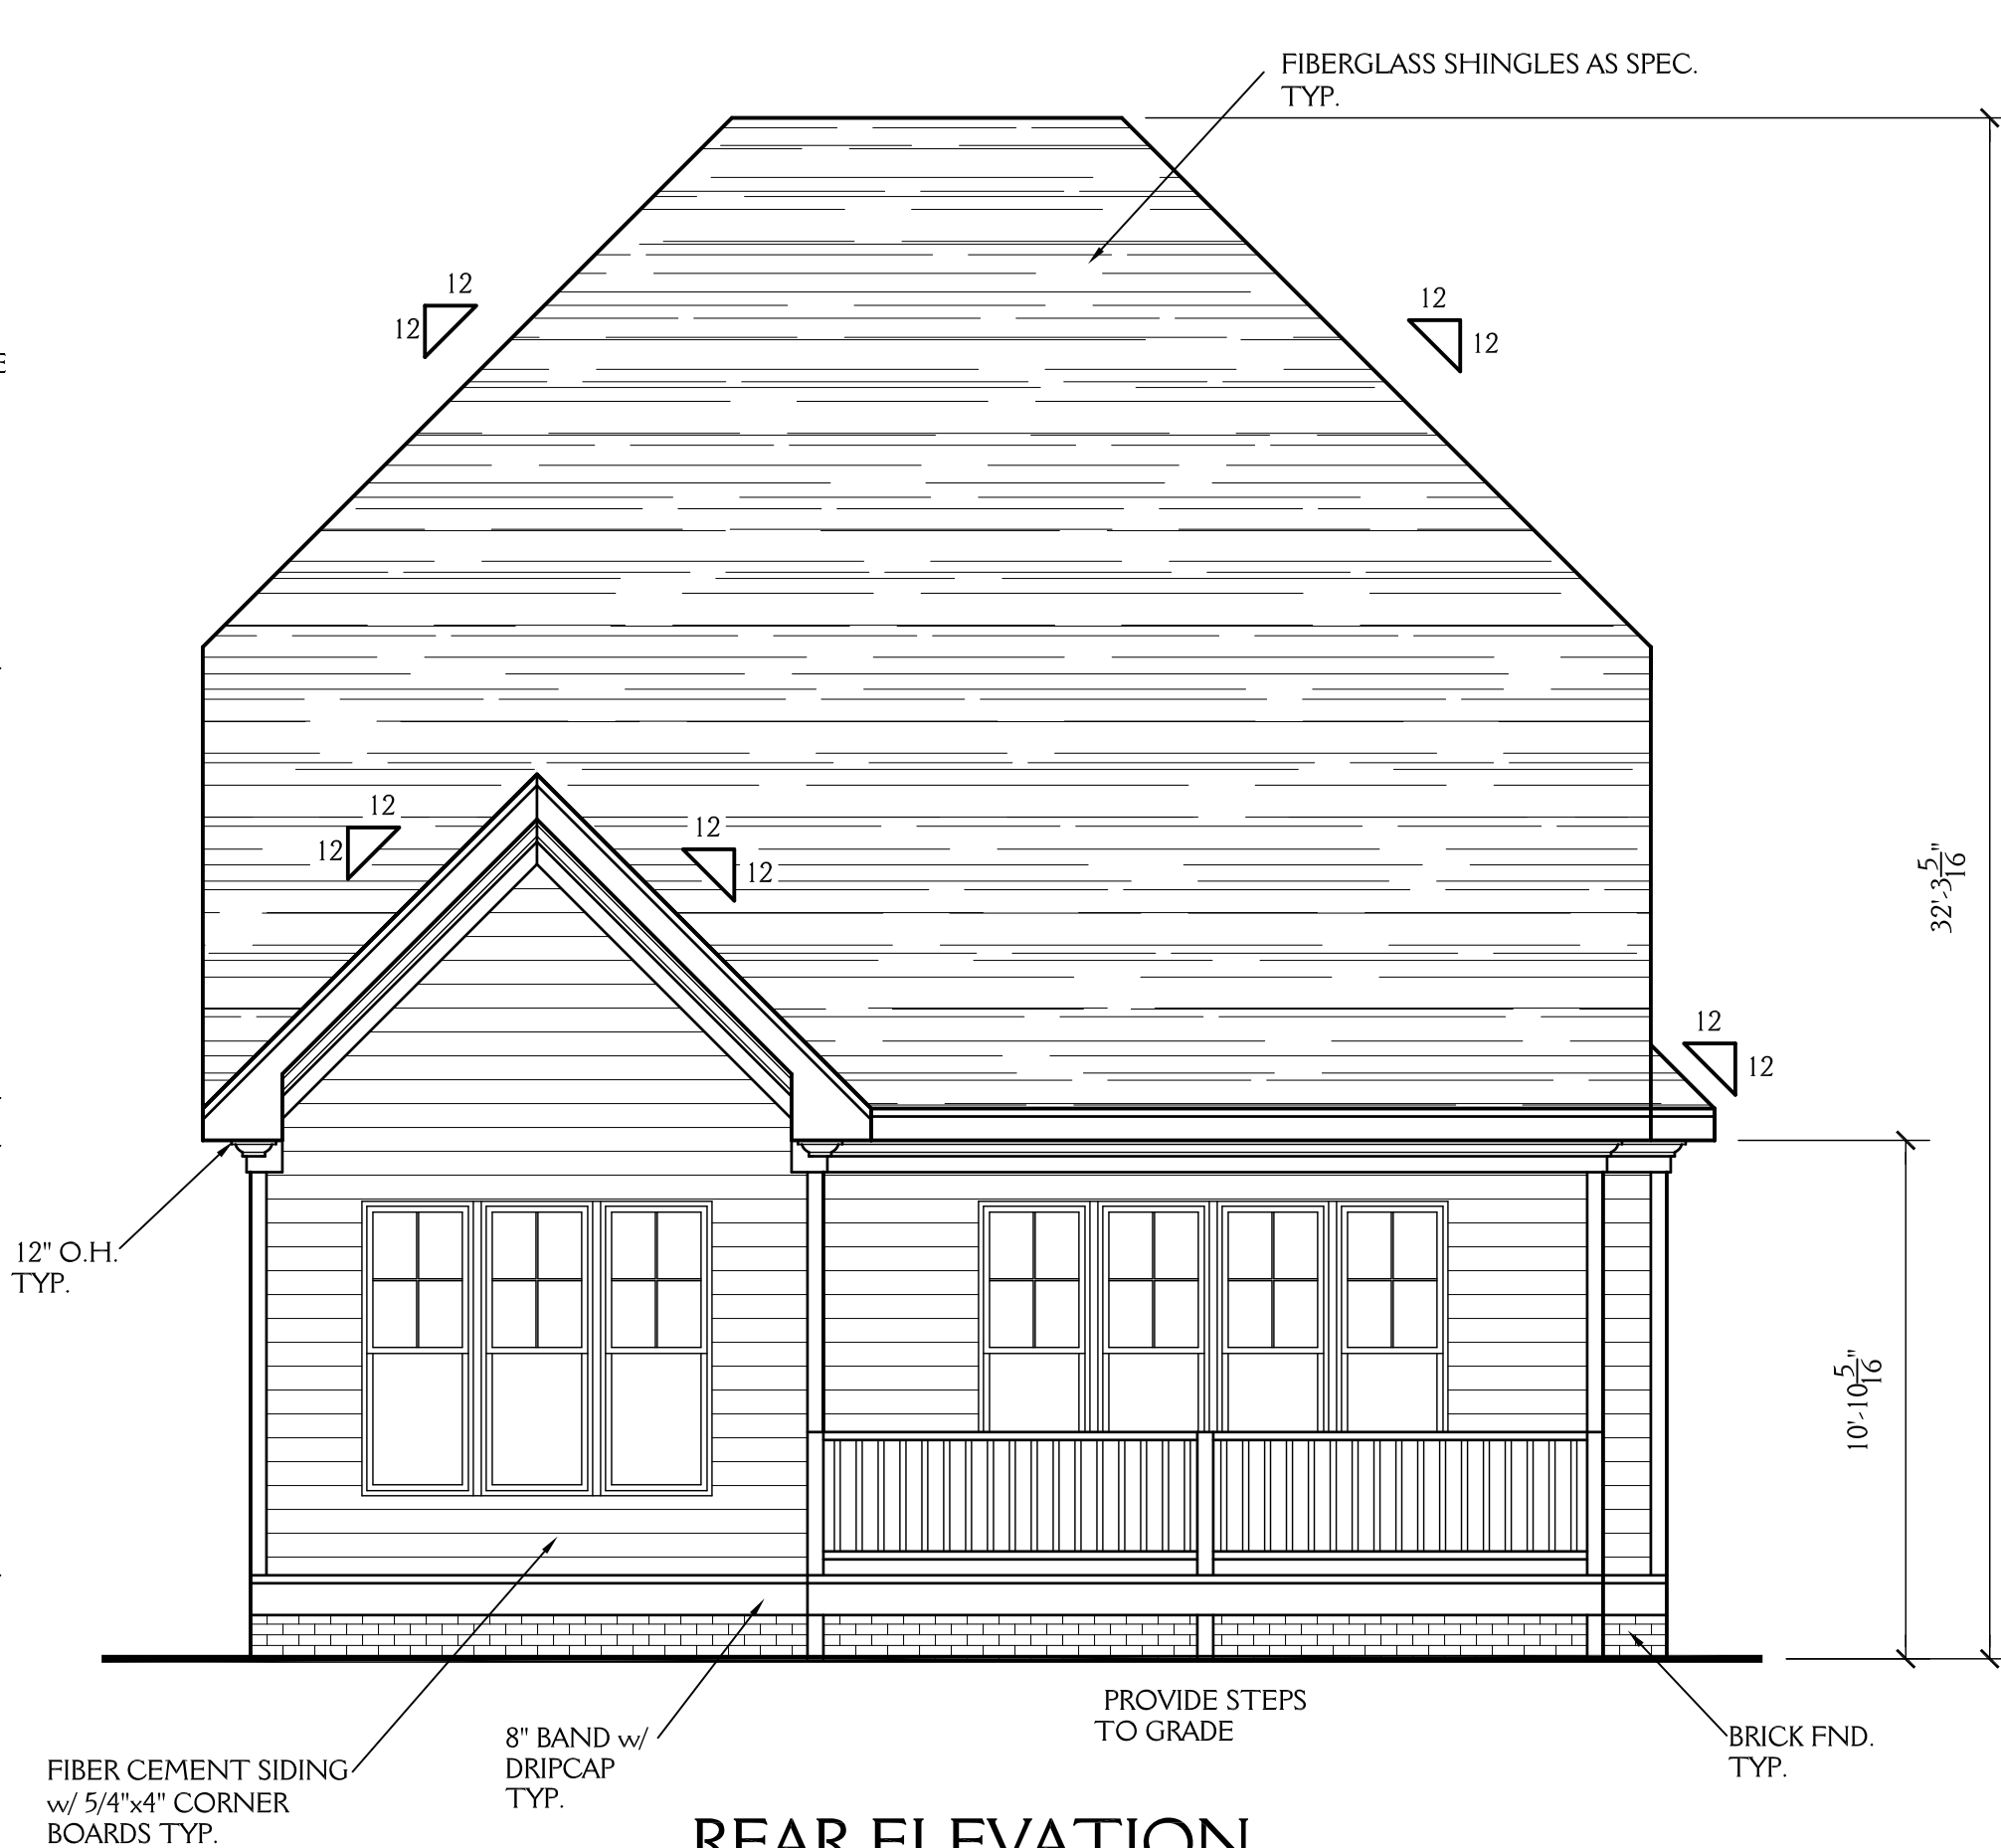 FIBERGLASS SHINGLES AS SPEC.
TYP.
12
12
12
12
12
12
12
12
12
12
32'-3 5/16"
10'-10 5/16"
12" O.H.
TYP.
PROVIDE STEPS
TO GRADE
8" BAND w/
DRIPCAP
TYP.
BRICK FND.
TYP.
FIBER CEMENT SIDING
w/ 5/4"x4" CORNER
BOARDS TYP.
REAR ELEVATION